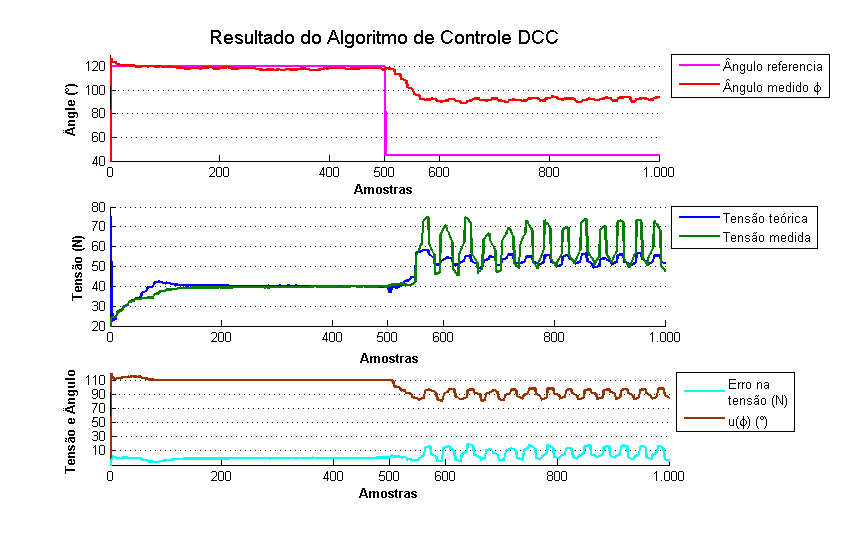 Resultado do Algoritmo de Controle DCC
Ângle (°)
120
100
80
60
40
200
400
500
600
800
1.000
Amostras
Ângulo referencia
Ângulo medido ϕ
Tensão (N)
80
70
60
50
40
30
20
200
400
500
600
800
1.000
Amostras
Tensão teórica
Tensão medida
Tensão e Ângulo
110
90
70
50
30
10
200
400
500
600
800
1.000
Amostras
Erro na
tensão (N)
u(ϕ) (°)